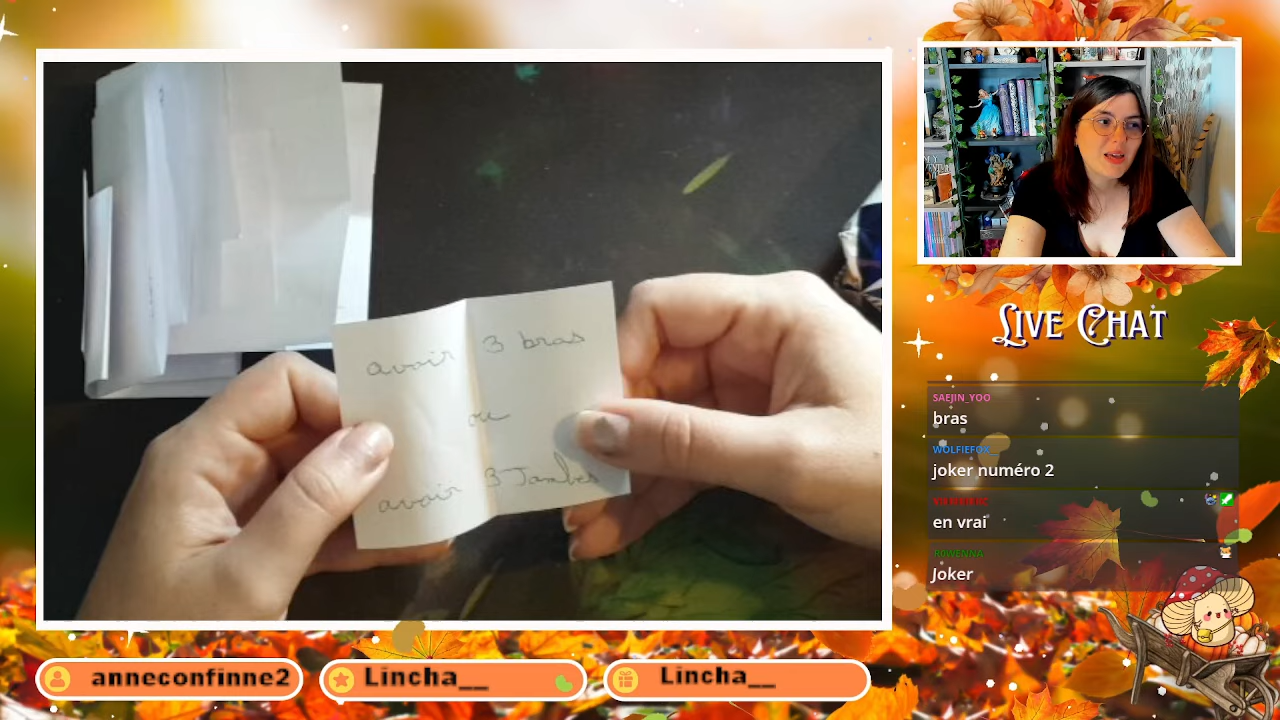 avoir 3 bras
ou
avoir 3 Jambes
LIVE CHAT
SAEJIN_YOO
bras
joker numéro 2
en vrai
ROWENNA
Joker
anneconfinne2
Lincha__
Lincha__